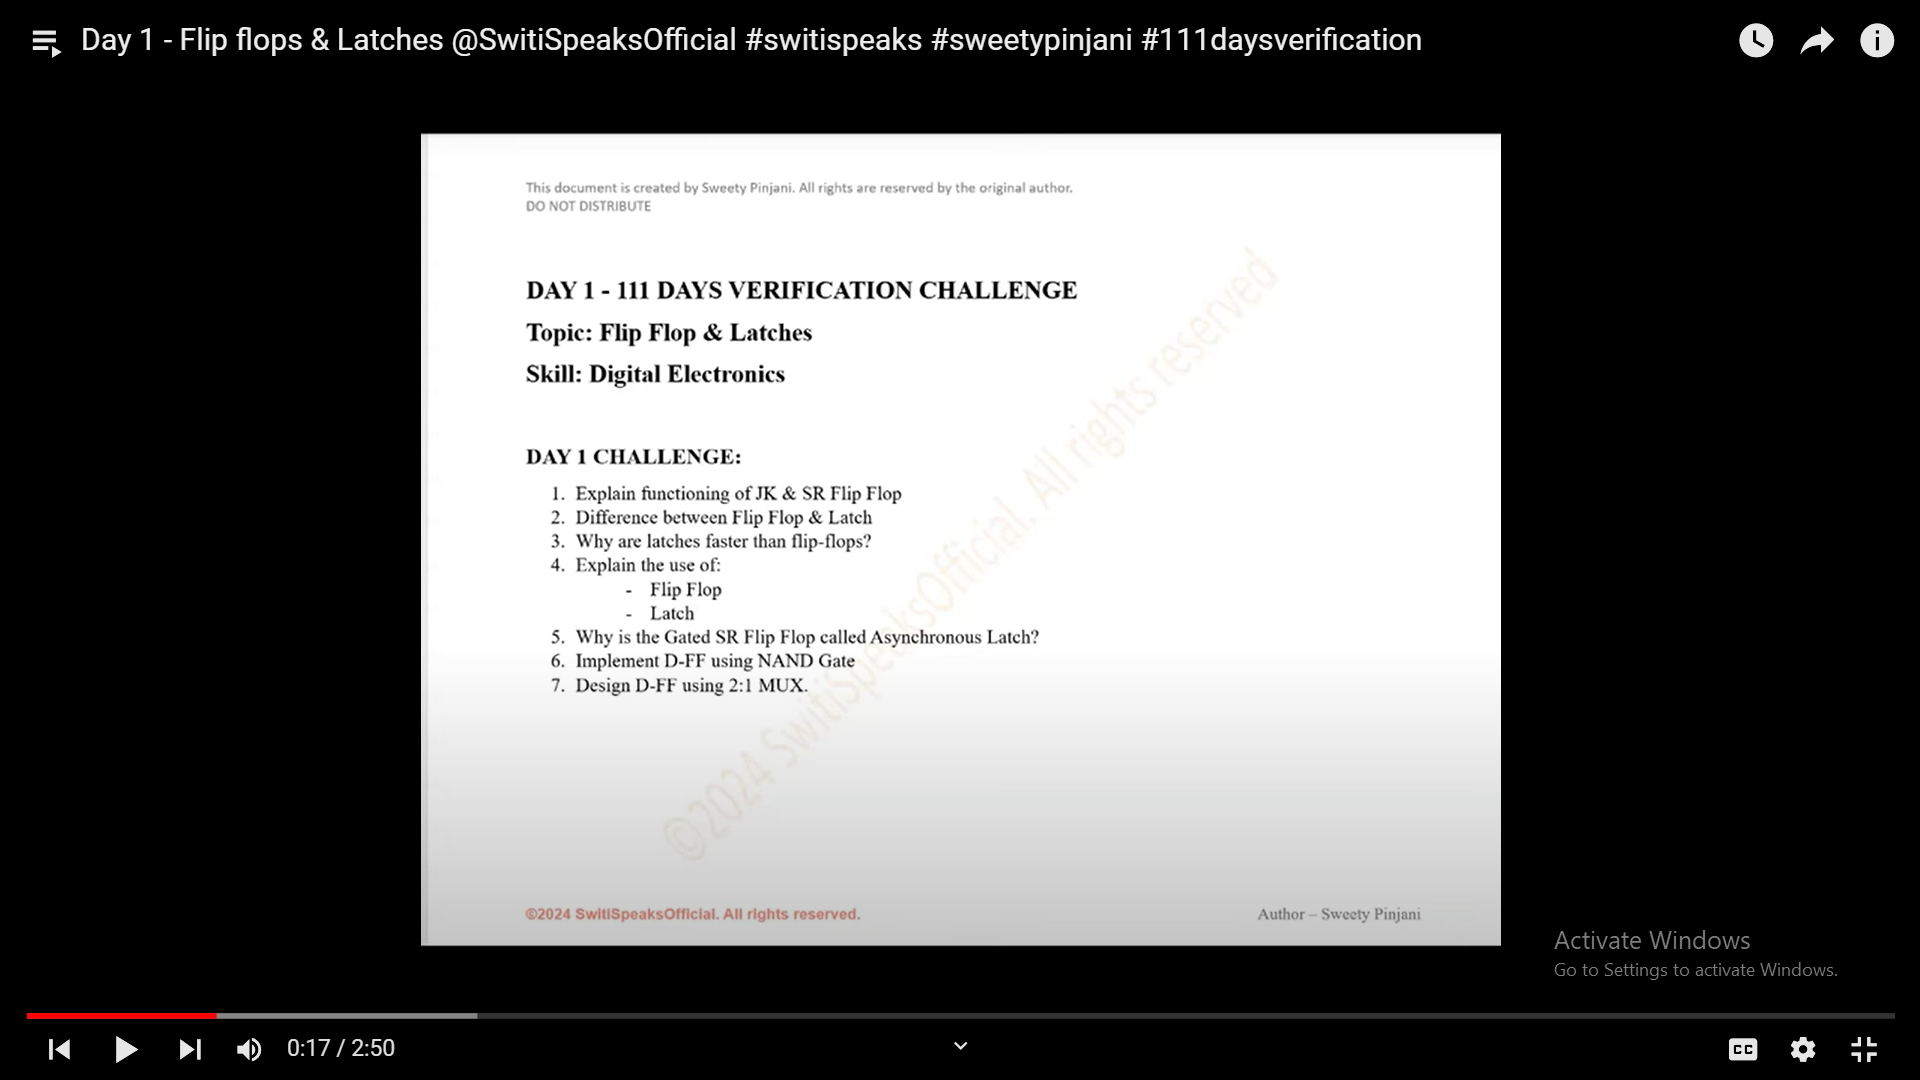 Day 1 - Flip flops & Latches @SwitiSpeaksOfficial #switispeaks #sweetypinjani #111daysverification
This document is created by Sweety Pinjani. All rights are reserved by the original author.
DO NOT DISTRIBUTE
DAY 1 - 111 DAYS VERIFICATION CHALLENGE
Topic: Flip Flop & Latches
Skill: Digital Electronics
DAY 1 CHALLENGE:
1. Explain functioning of JK & SR Flip Flop
2. Difference between Flip Flop & Latch
3. Why are latches faster than flip-flops?
4. Explain the use of:
- Flip Flop
- Latch
5. Why is the Gated SR Flip Flop called Asynchronous Latch?
6. Implement D-FF using NAND Gate
7. Design D-FF using 2:1 MUX.
©2024 SwitiSpeaksOfficial. All rights reserved
©2024 SwitiSpeaksOfficial. All rights reserved.
Author – Sweety Pinjani
Activate Windows
Go to Settings to activate Windows.
0:17 / 2:50
CC